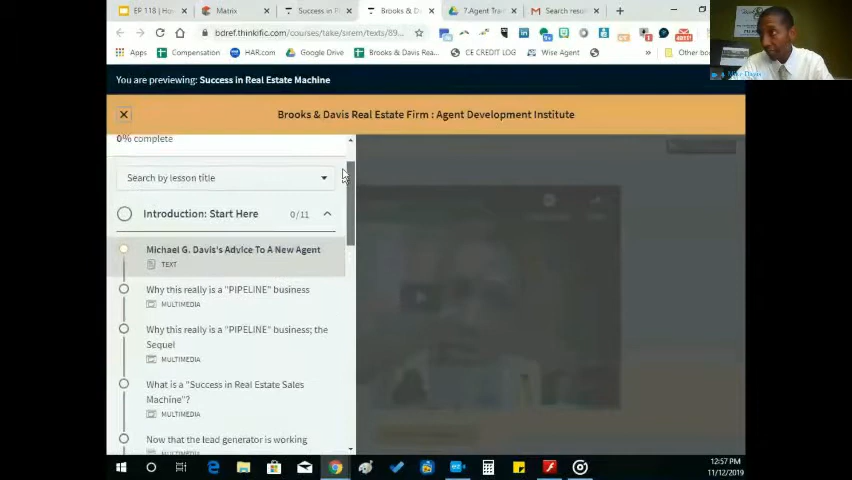 EP 118 | Ho
Matrix
Success in P
Brooks & D
7.Agent Tra
Gmail
Search resu
bdref.thinkific.com/courses/take/sirem/texts/89...
Apps
Compensation
HAR.com
Google Drive
Brooks & Davis Rea...
CE CREDIT LOG
Wise Agent
Other bo
You are previewing: Success in Real Estate Machine
Brooks & Davis Real Estate Firm : Agent Development Institute
0% complete
Search by lesson title
Introduction: Start Here 0/11
Michael G. Davis's Advice To A New Agent
TEXT
Why this really is a "PIPELINE" business
MULTIMEDIA
Why this really is a "PIPELINE" business; the
Sequel
MULTIMEDIA
What is a "Success in Real Estate Sales
Machine"?
MULTIMEDIA
Now that the lead generator is working
MULTIMEDIA
12:57 PM
11/12/2019